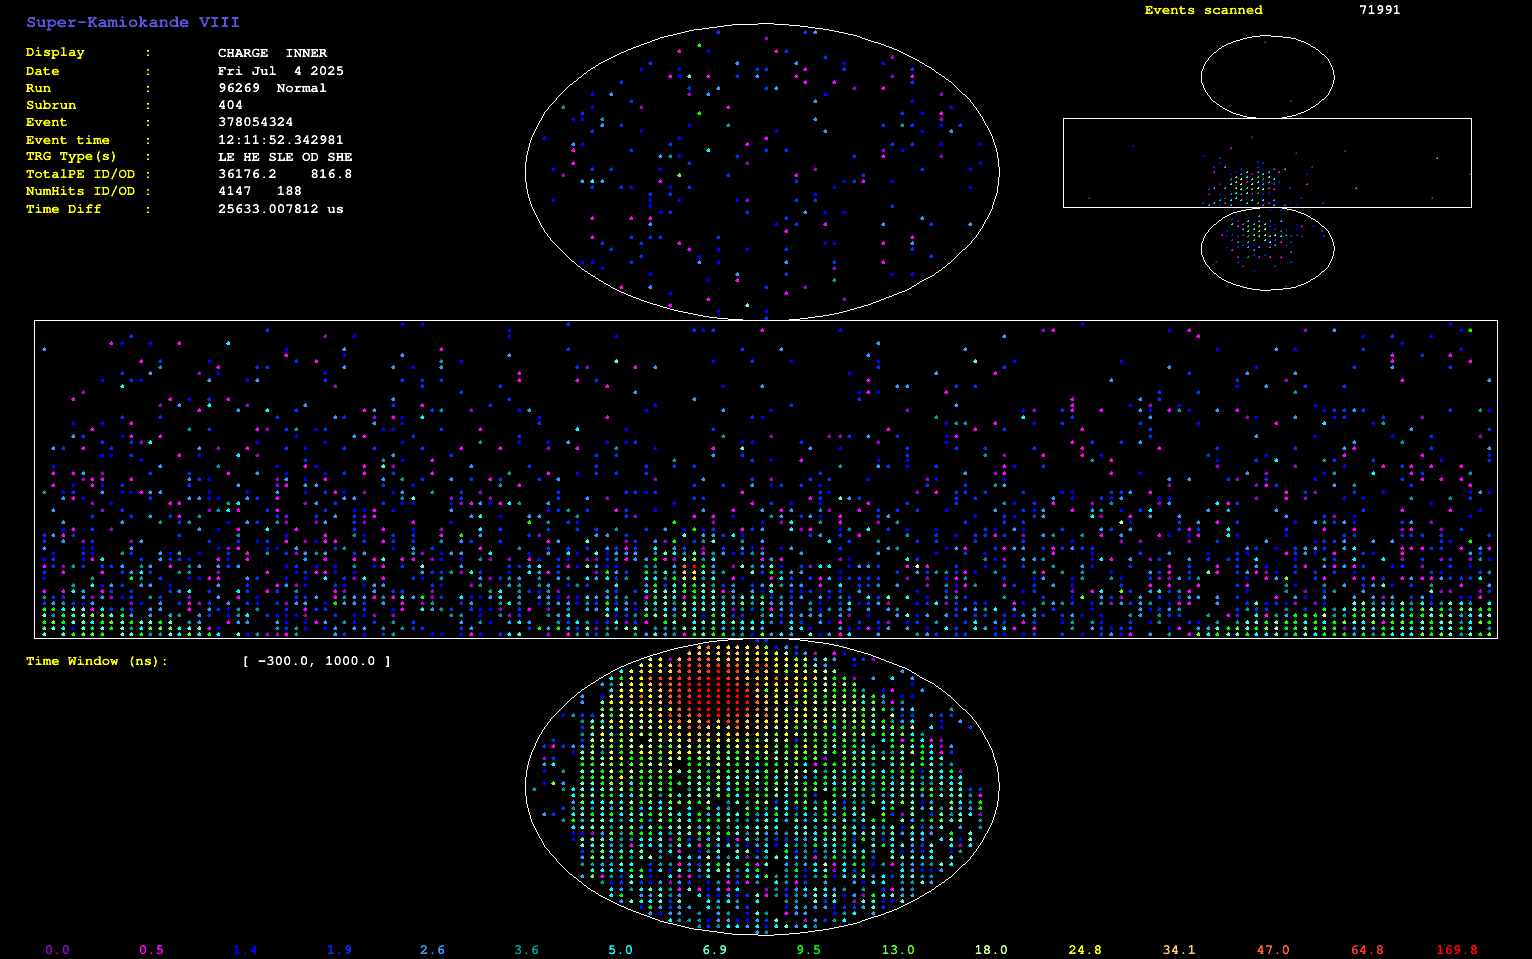 Super-Kamiokande VIII
Events scanned 71991
Display : CHARGE INNER
Date : Fri Jul 4 2025
Run : 96269 Normal
Subrun : 404
Event : 378054324
Event time : 12:11:52.342981
TRG Type(s) : LE HE SLE OD SHE
TotalPE ID/OD : 36176.2 816.8
NumHits ID/OD : 4147 188
Time Diff : 25633.007812 us
Time Window (ns): [ -300.0, 1000.0 ]
0.0 0.5 1.4 1.9 2.6 3.6 5.0 6.9 9.5 13.0 18.0 24.8 34.1 47.0 64.8 169.8